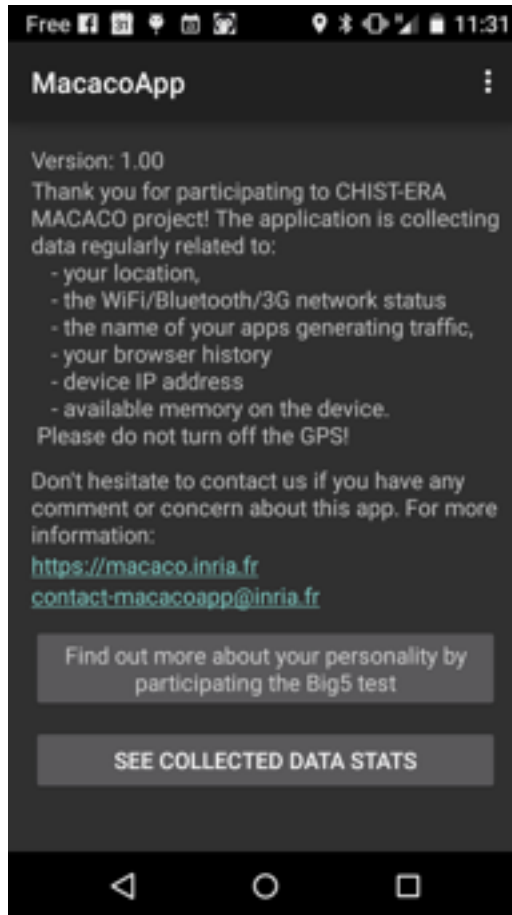 Free 31 11:31
MacacoApp
Version: 1.00
Thank you for participating to CHIST-ERA
MACACO project! The application is collecting
data regularly related to:
- your location,
- the WiFi/Bluetooth/3G network status
- the name of your apps generating traffic,
- your browser history
- device IP address
- available memory on the device.
Please do not turn off the GPS!
Don't hesitate to contact us if you have any
comment or concern about this app. For more
information:
https://macaco.inria.fr
contact-macacoapp@inria.fr
Find out more about your personality by
participating the Big5 test
SEE COLLECTED DATA STATS